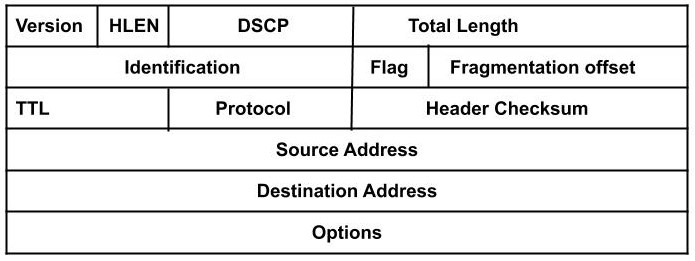 Version HLEN DSCP Total Length
Identification Flag Fragmentation offset
TTL Protocol Header Checksum
Source Address
Destination Address
Options